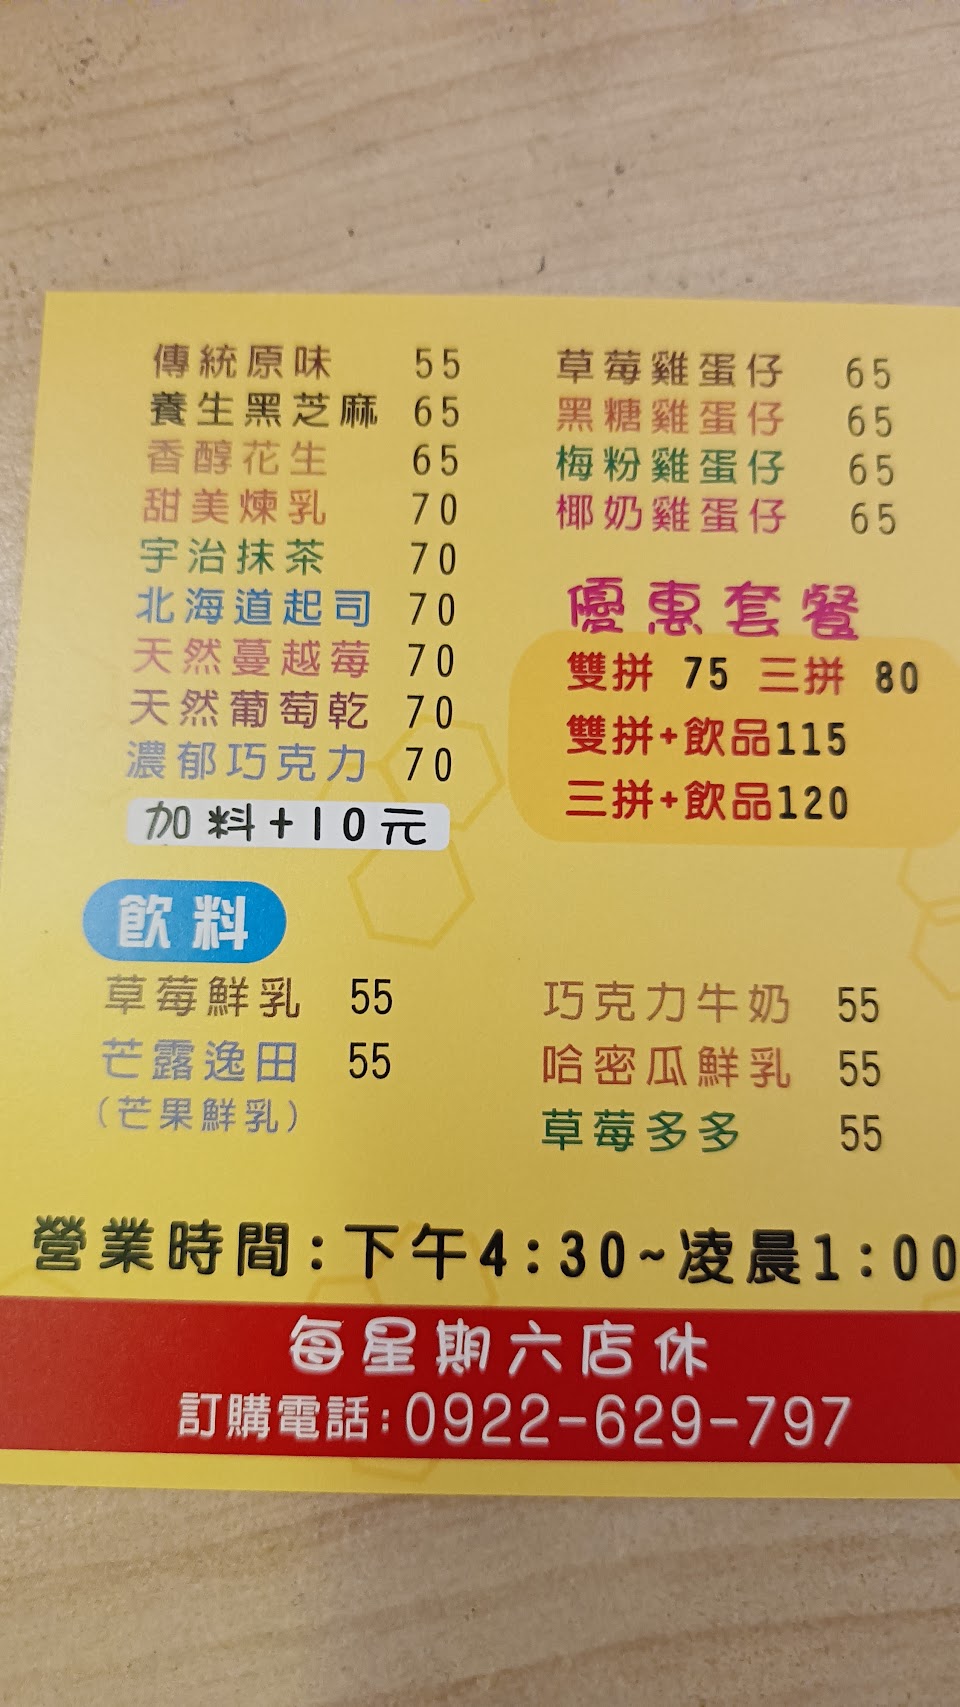 傳統原味 55
養生黑芝麻 65
香醇花生 65
甜美煉乳 70
宇治抹茶 70
北海道起司 70
天然蔓越莓 70
天然葡萄乾 70
濃郁巧克力 70
加料+10元
草莓雞蛋仔 65
黑糖雞蛋仔 65
梅粉雞蛋仔 65
椰奶雞蛋仔 65
優惠套餐
雙拼 75 三拼 80
雙拼+飲品115
三拼+飲品120
飲料
草莓鮮乳 55
芒露逸田 55
(芒果鮮乳)
巧克力牛奶 55
哈密瓜鮮乳 55
草莓多多 55
營業時間:下午4:30~凌晨1:00
每星期六店休
訂購電話:0922-629-797